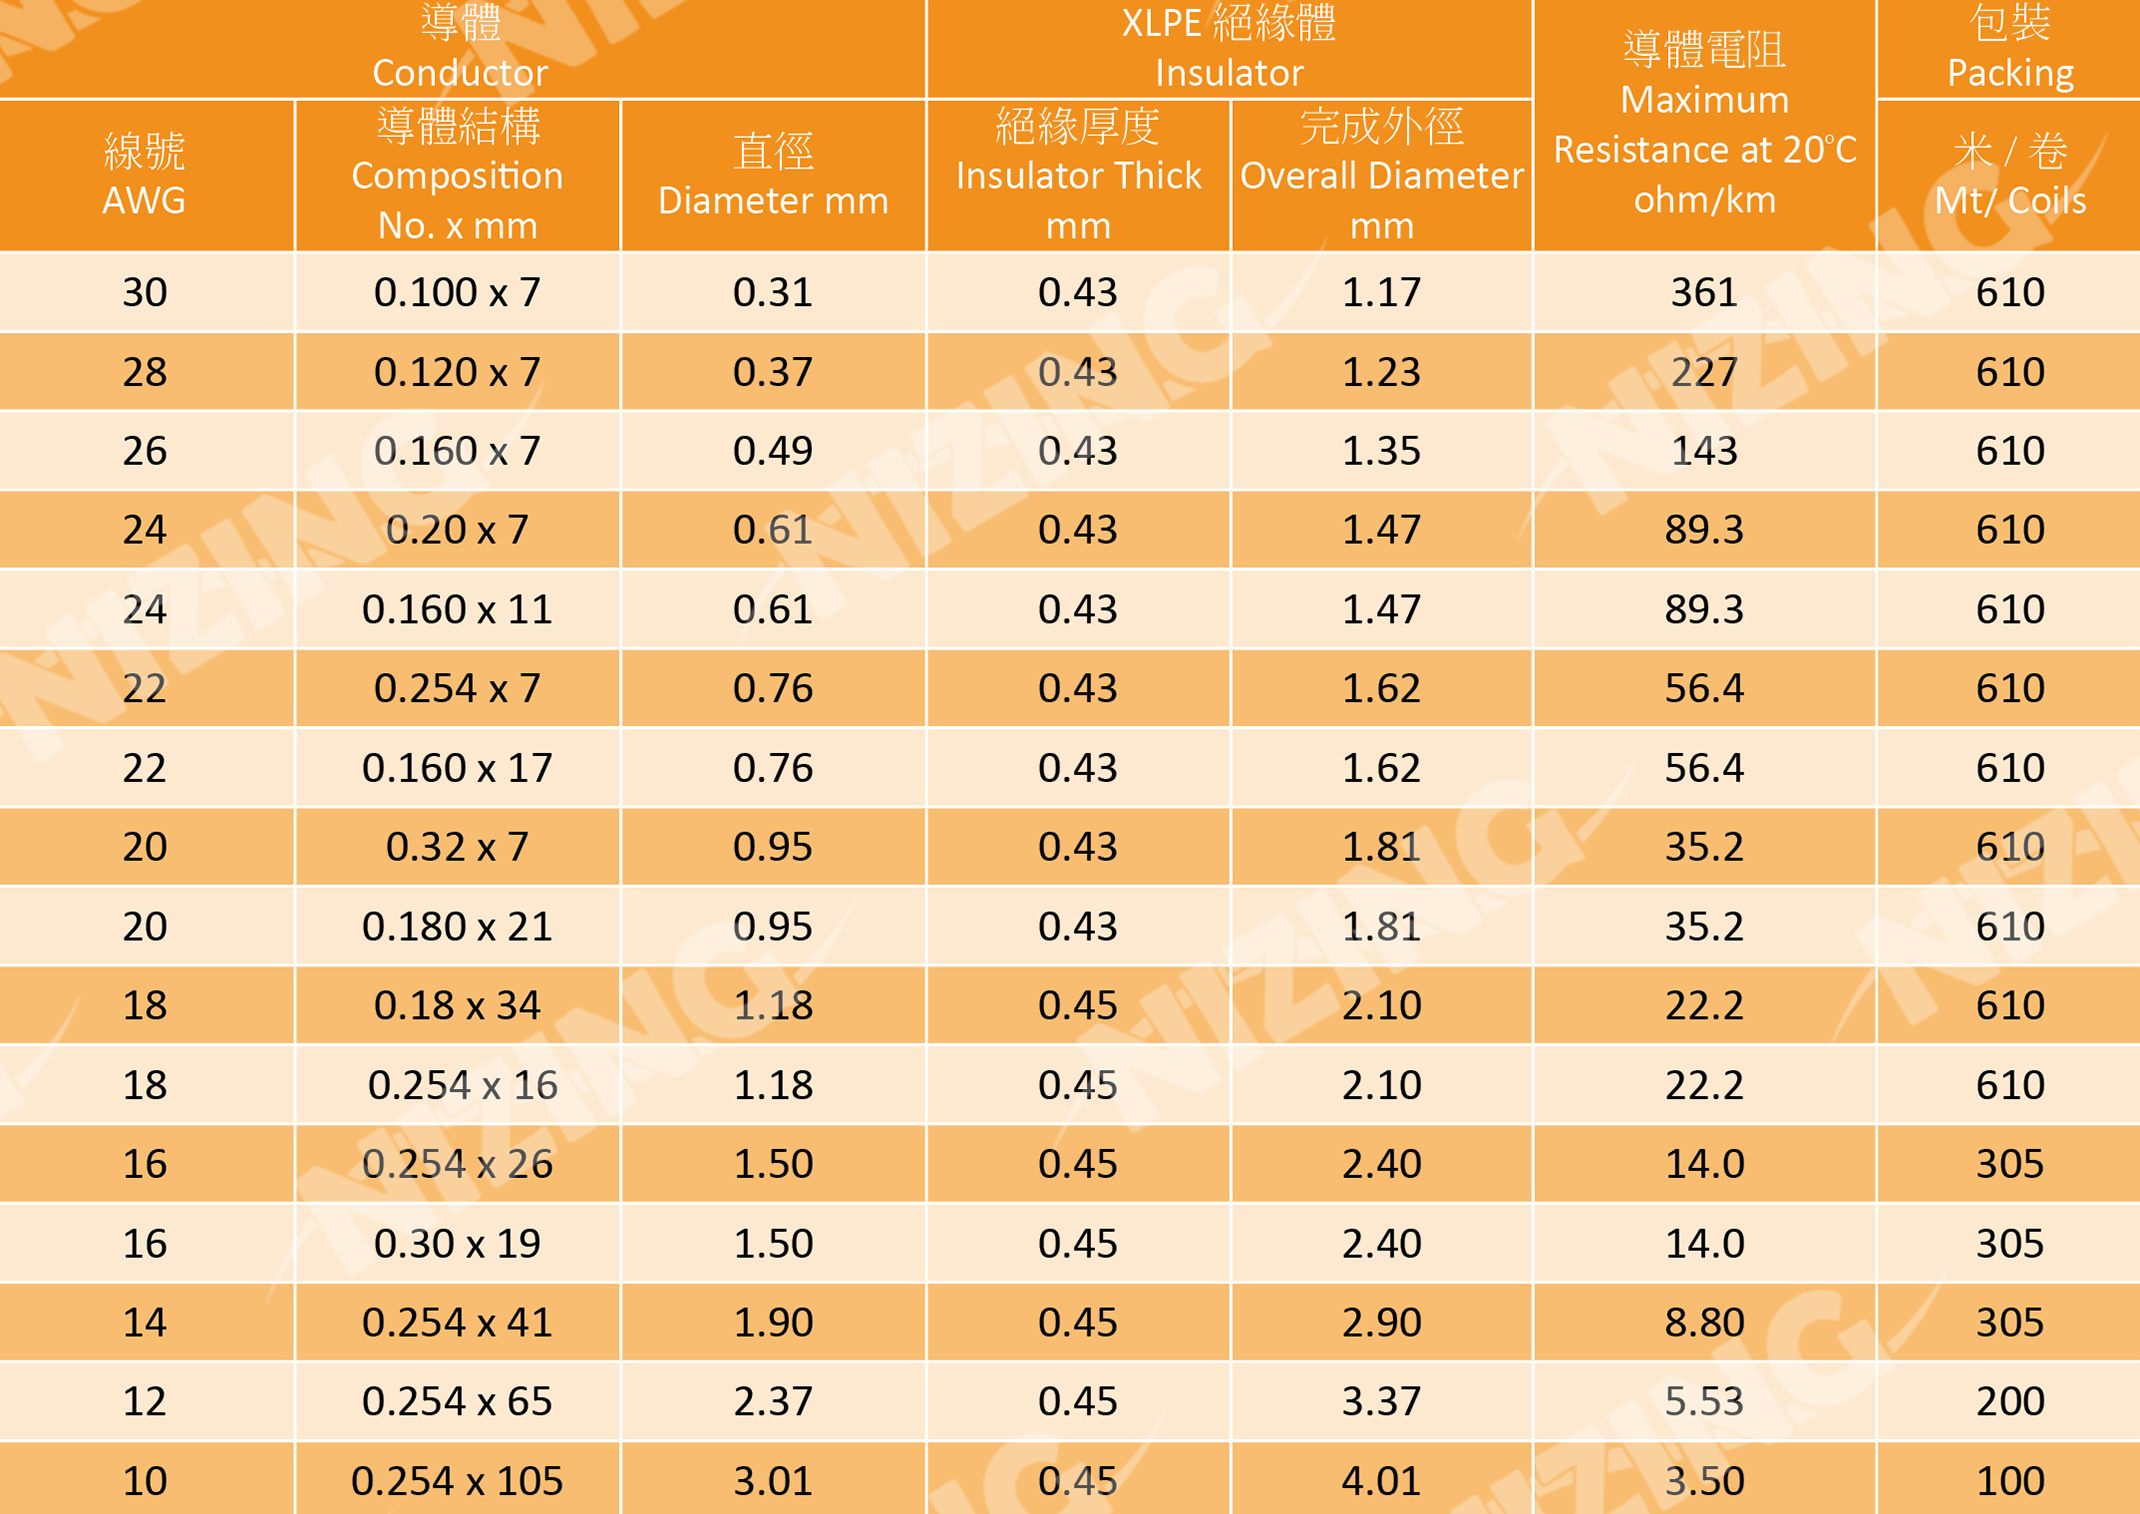 導體
Conductor
XLPE 絕緣體
Insulator
導體電阻
Maximum
Resistance at 20°C
ohm/km
包裝
Packing
線號
AWG
導體結構
Composition
No. x mm
直徑
Diameter mm
絕緣厚度
Insulator Thick
mm
完成外徑
Overall Diameter
mm
米 / 卷
Mt/ Coils
30 0.100 x 7 0.31 0.43 1.17 361 610
28 0.120 x 7 0.37 0.43 1.23 227 610
26 0.160 x 7 0.49 0.43 1.35 143 610
24 0.20 x 7 0.61 0.43 1.47 89.3 610
24 0.160 x 11 0.61 0.43 1.47 89.3 610
22 0.254 x 7 0.76 0.43 1.62 56.4 610
22 0.160 x 17 0.76 0.43 1.62 56.4 610
20 0.32 x 7 0.95 0.43 1.81 35.2 610
20 0.180 x 21 0.95 0.43 1.81 35.2 610
18 0.18 x 34 1.18 0.45 2.10 22.2 610
18 0.254 x 16 1.18 0.45 2.10 22.2 610
16 0.254 x 26 1.50 0.45 2.40 14.0 305
16 0.30 x 19 1.50 0.45 2.40 14.0 305
14 0.254 x 41 1.90 0.45 2.90 8.80 305
12 0.254 x 65 2.37 0.45 3.37 5.53 200
10 0.254 x 105 3.01 0.45 4.01 3.50 100
NIZING
NIZING
NIZING
NIZING
NIZING
NIZING